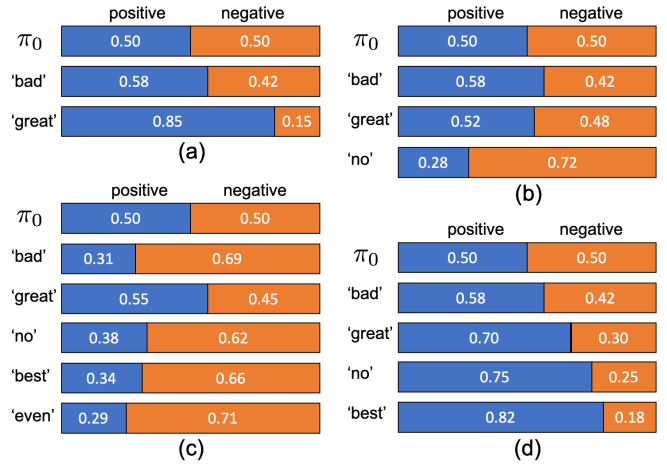 positive negative
π0 0.50 0.50
‘bad’ 0.58 0.42
‘great’ 0.85 0.15
(a)
positive negative
π0 0.50 0.50
‘bad’ 0.58 0.42
‘great’ 0.52 0.48
‘no’ 0.28 0.72
(b)
positive negative
π0 0.50 0.50
‘bad’ 0.31 0.69
‘great’ 0.55 0.45
‘no’ 0.38 0.62
‘best’ 0.34 0.66
‘even’ 0.29 0.71
(c)
positive negative
π0 0.50 0.50
‘bad’ 0.58 0.42
‘great’ 0.70 0.30
‘no’ 0.75 0.25
‘best’ 0.82 0.18
(d)